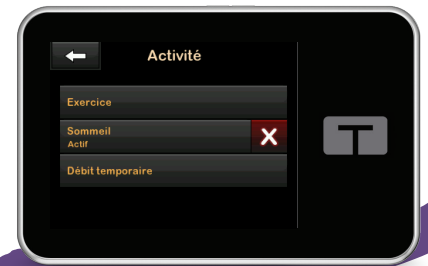 Activité
Exercice
Sommeil
Actif
Débit temporaire